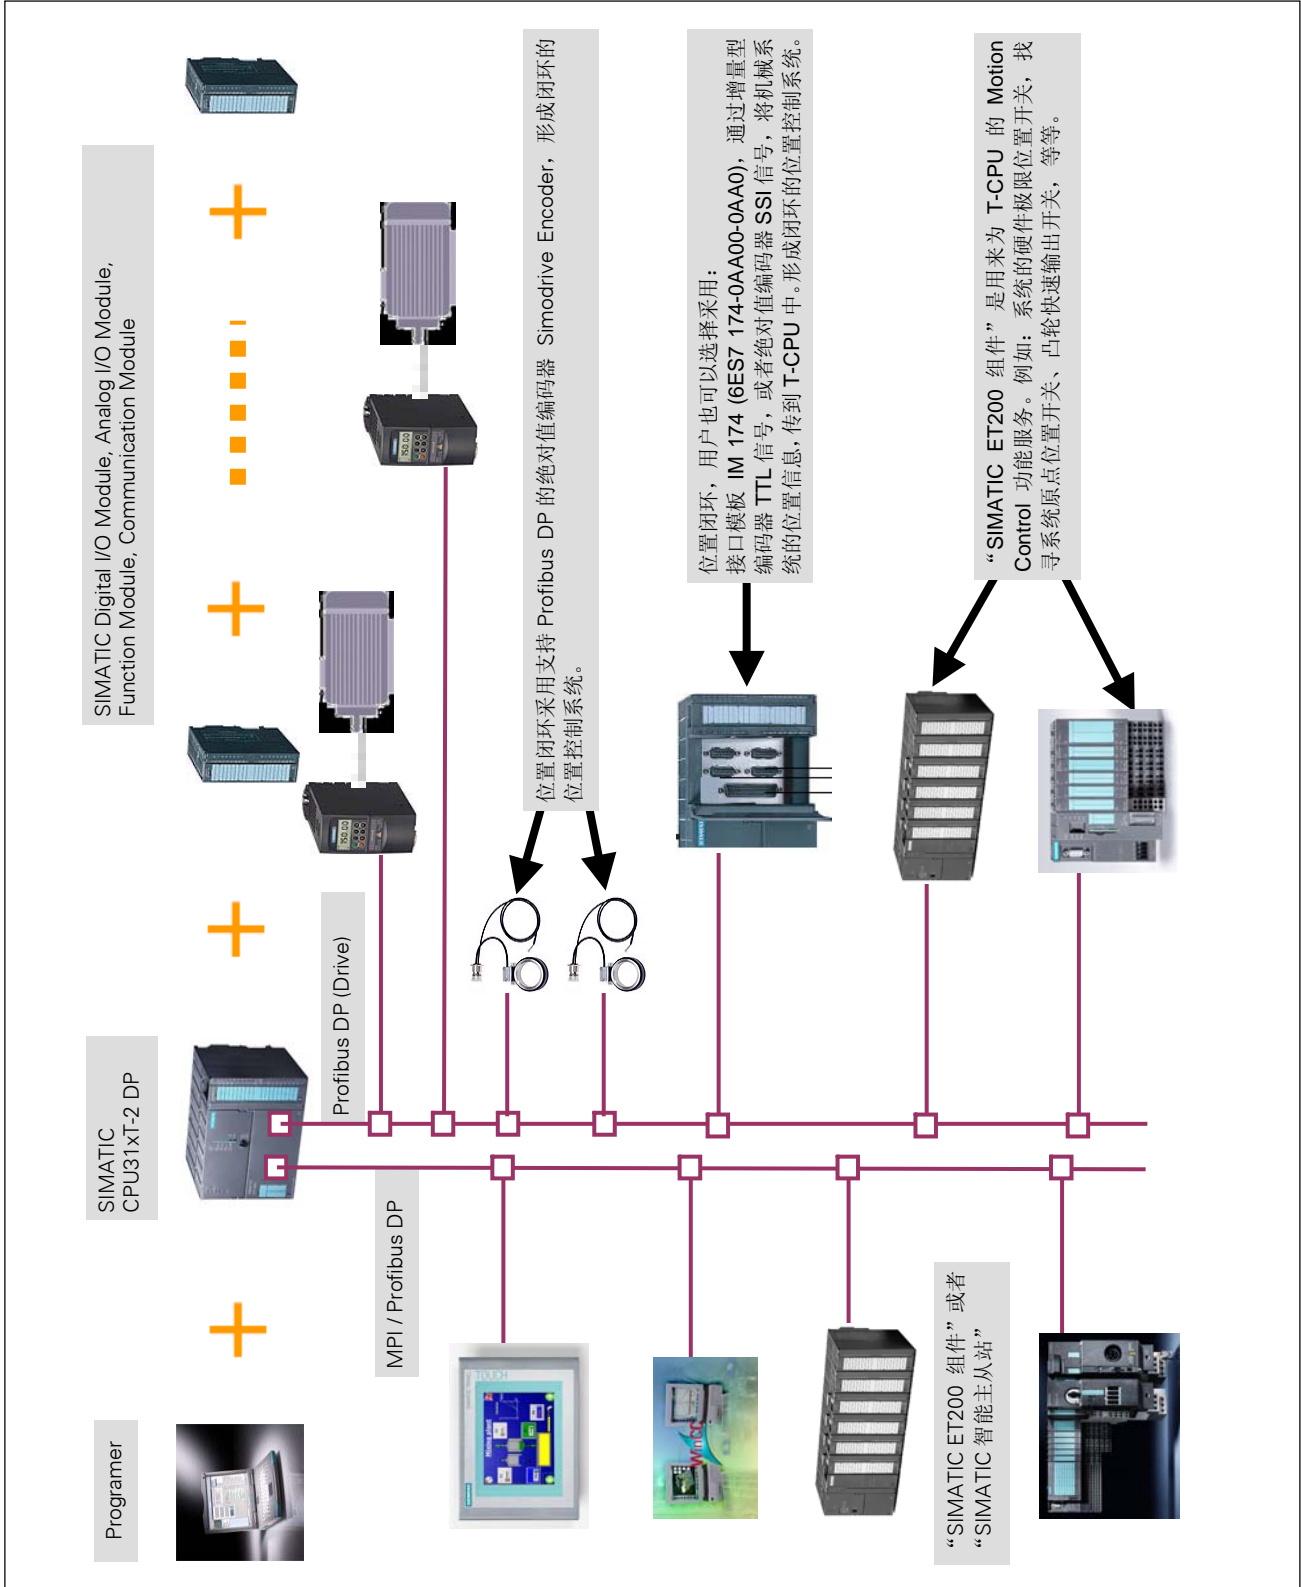 Programer
SIMATIC
CPU31xT-2 DP
SIMATIC Digital I/O Module, Analog I/O Module,
Function Module, Communication Module
MPI / Profibus DP
Profibus DP (Drive)
150.00
150.00
位置闭环采用支持 Profibus DP 的绝对值编码器 Simodrive Encoder，形成闭环的
位置控制系统。
TOUCH
位置闭环，用户也可以选择采用：
接口模板 IM 174 (6ES7 174-0AA00-0AA0)，通过增量型
编码器 TTL 信号，或者绝对值编码器 SSI 信号，将机械系
统的位置信息，传到 T-CPU 中。形成闭环的位置控制系统。
WinCC
“SIMATIC ET200 组件”或者
“SIMATIC 智能主从站”
“SIMATIC ET200 组件”是用来为 T-CPU 的 Motion
Control 功能服务。例如：系统的硬件极限位置开关，找
寻系统原点位置开关、凸轮快速输出开关，等等。